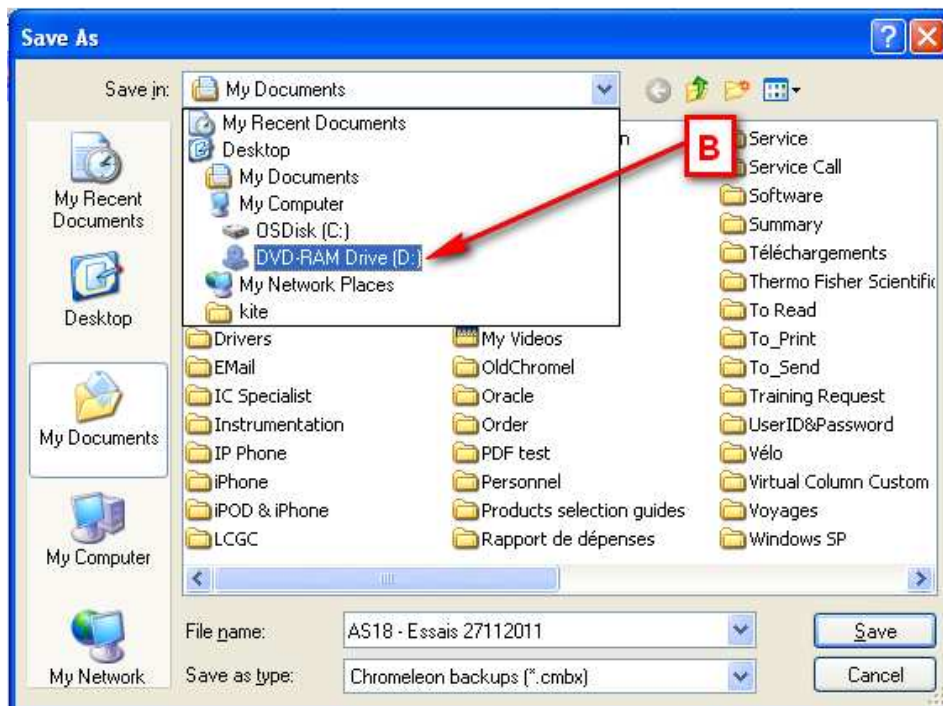 Save As
Save in:
My Documents
My Recent Documents
Desktop
My Documents
My Computer
OSDisk (C:)
DVD-RAM Drive (D:)
My Network Places
kite
B
My Recent
Documents
Desktop
My Documents
My Computer
My Network
Drivers
EMail
IC Specialist
Instrumentation
IP Phone
iPhone
iPOD & iPhone
LCGC
n
My Videos
OldChromel
Oracle
Order
PDF test
Personnel
Products selection guides
Rapport de dépenses
Service
Service Call
Software
Summary
Téléchargements
Thermo Fisher Scientific
To Read
To_Print
To_Send
Training Request
UserID&Password
Vélo
Virtual Column Custom
Voyages
Windows SP
File name:
AS18 - Essais 27112011
Save
Save as type:
Chromeleon backups (*.cmbx)
Cancel